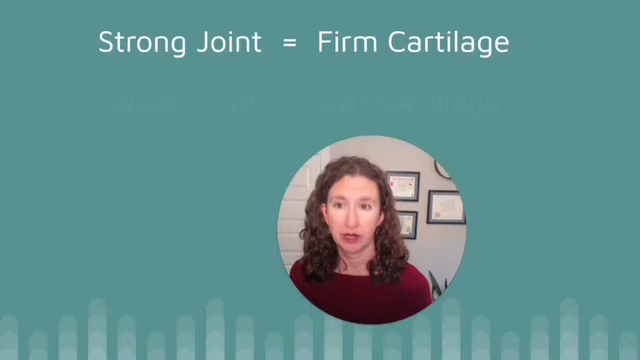 Strong Joint = Firm Cartilage